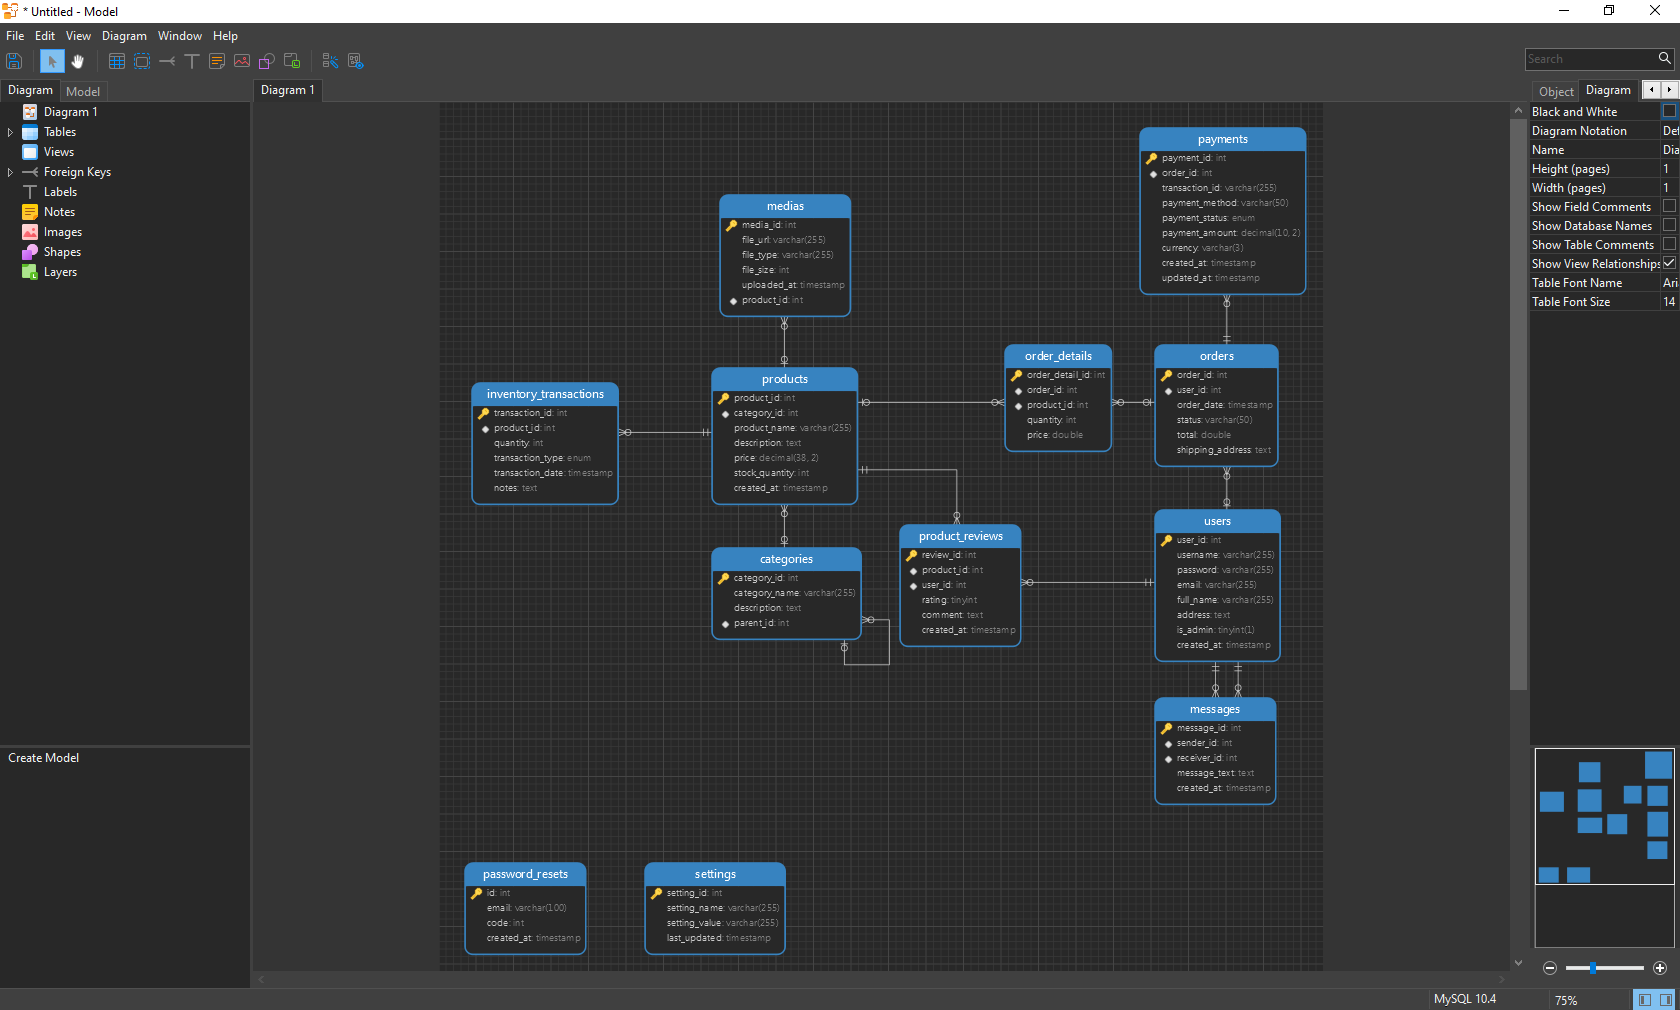 * Untitled - Model
File Edit View Diagram Window Help
Search
Diagram Model
Diagram 1
Tables
Views
Foreign Keys
Labels
Notes
Images
Shapes
Layers
Create Model
Diagram 1
payments
payment_id: int
order_id: int
transaction_id: varchar(255)
payment_method: varchar(50)
payment_status: enum
payment_amount: decimal(10, 2)
currency: varchar(3)
created_at: timestamp
updated_at: timestamp
medias
media_id: int
file_url: varchar(255)
file_type: varchar(255)
file_size: int
uploaded_at: timestamp
product_id: int
order_details
order_detail_id: int
order_id: int
product_id: int
quantity: int
price: double
orders
order_id: int
user_id: int
order_date: timestamp
status: varchar(50)
total: double
shipping_address: text
products
product_id: int
category_id: int
product_name: varchar(255)
description: text
price: decimal(38, 2)
stock_quantity: int
created_at: timestamp
inventory_transactions
transaction_id: int
product_id: int
quantity: int
transaction_type: enum
transaction_date: timestamp
notes: text
users
user_id: int
username: varchar(255)
password: varchar(255)
email: varchar(255)
full_name: varchar(255)
address: text
is_admin: tinyint(1)
created_at: timestamp
product_reviews
review_id: int
product_id: int
user_id: int
rating: tinyint
comment: text
created_at: timestamp
categories
category_id: int
category_name: varchar(255)
description: text
parent_id: int
messages
message_id: int
sender_id: int
receiver_id: int
message_text: text
created_at: timestamp
password_resets
id: int
email: varchar(100)
code: int
created_at: timestamp
settings
setting_id: int
setting_name: varchar(255)
setting_value: varchar(255)
last_updated: timestamp
Object Diagram
Black and White
Diagram Notation Def
Name Dia
Height (pages) 1
Width (pages) 1
Show Field Comments
Show Database Names
Show Table Comments
Show View Relationships
Table Font Name Ari
Table Font Size 14
MySQL 10.4 75%